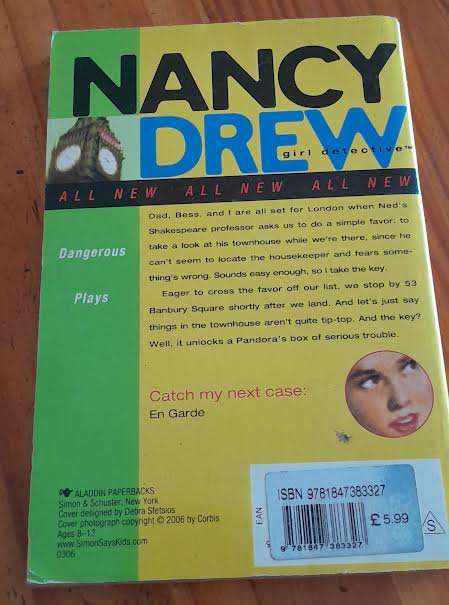 NANCY
DREW
girl detective™
ALL NEW ALL NEW ALL NEW
Dangerous
Plays
Dad, Bess, and I are all set for London when Ned's
Shakespeare professor asks us to do a simple favor: to
take a look at his townhouse while we're there, since he
can't seem to locate the housekeeper and fears some-
thing's wrong. Sounds easy enough, so I take the key.
Eager to cross the favor off our list, we stop by 53
Banbury Square shortly after we land. And let's just say
things in the townhouse aren't quite tip-top. And the key?
Well, it unlocks a Pandora's box of serious trouble.
Catch my next case:
En Garde
ALADDIN PAPERBACKS
Simon & Schuster, New York
Cover designed by Debra Sfetsios
Cover photograph copyright © 2006 by Corbis
Ages 8–12
www.SimonSaysKids.com
0306
ISBN 9781847383327
EAN
£5.99
S
9 781847 383327